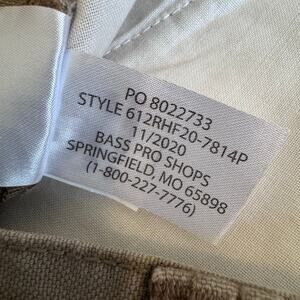 PO 8022733
STYLE 612RHF20-7814P
11/2020
BASS PRO SHOPS
SPRINGFIELD, MO 65898
(1-800-227-7776)